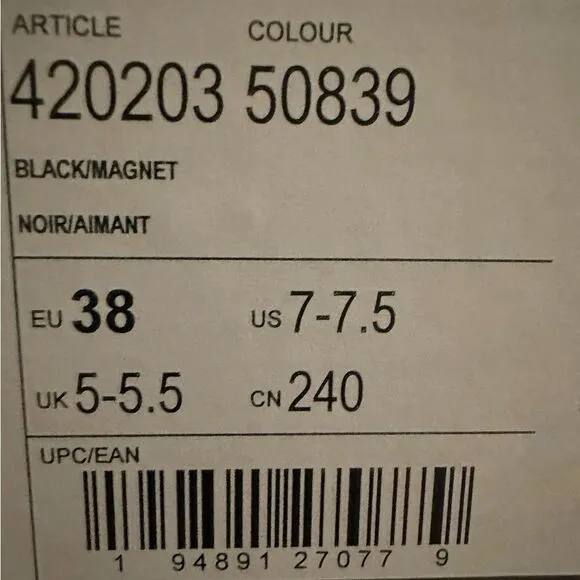 ARTICLE COLOUR
420203 50839
BLACK/MAGNET
NOIR/AIMANT
EU 38 US 7-7.5
UK 5-5.5 CN 240
UPC/EAN
1 94891 27077 9